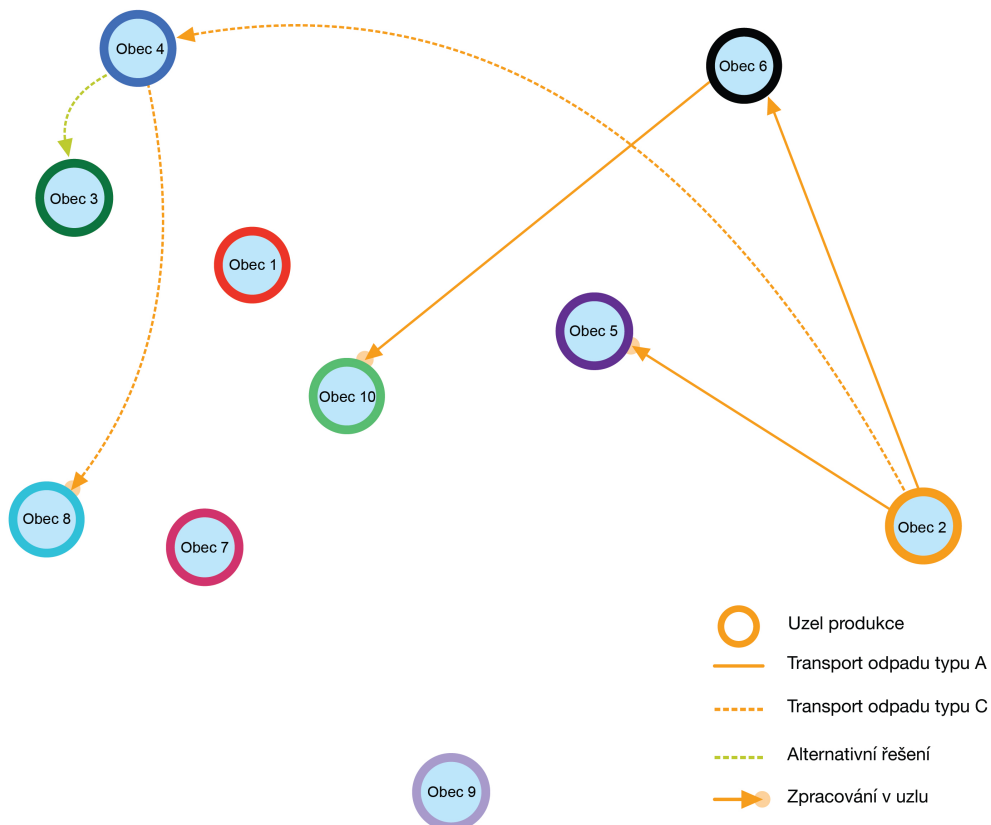 Obec 4
Obec 6
Obec 3
Obec 1
Obec 5
Obec 10
Obec 8
Obec 2
Obec 7
Uzel produkce
Transport odpadu typu A
Transport odpadu typu C
Alternativní řešení
Obec 9
Zpracování v uzlu